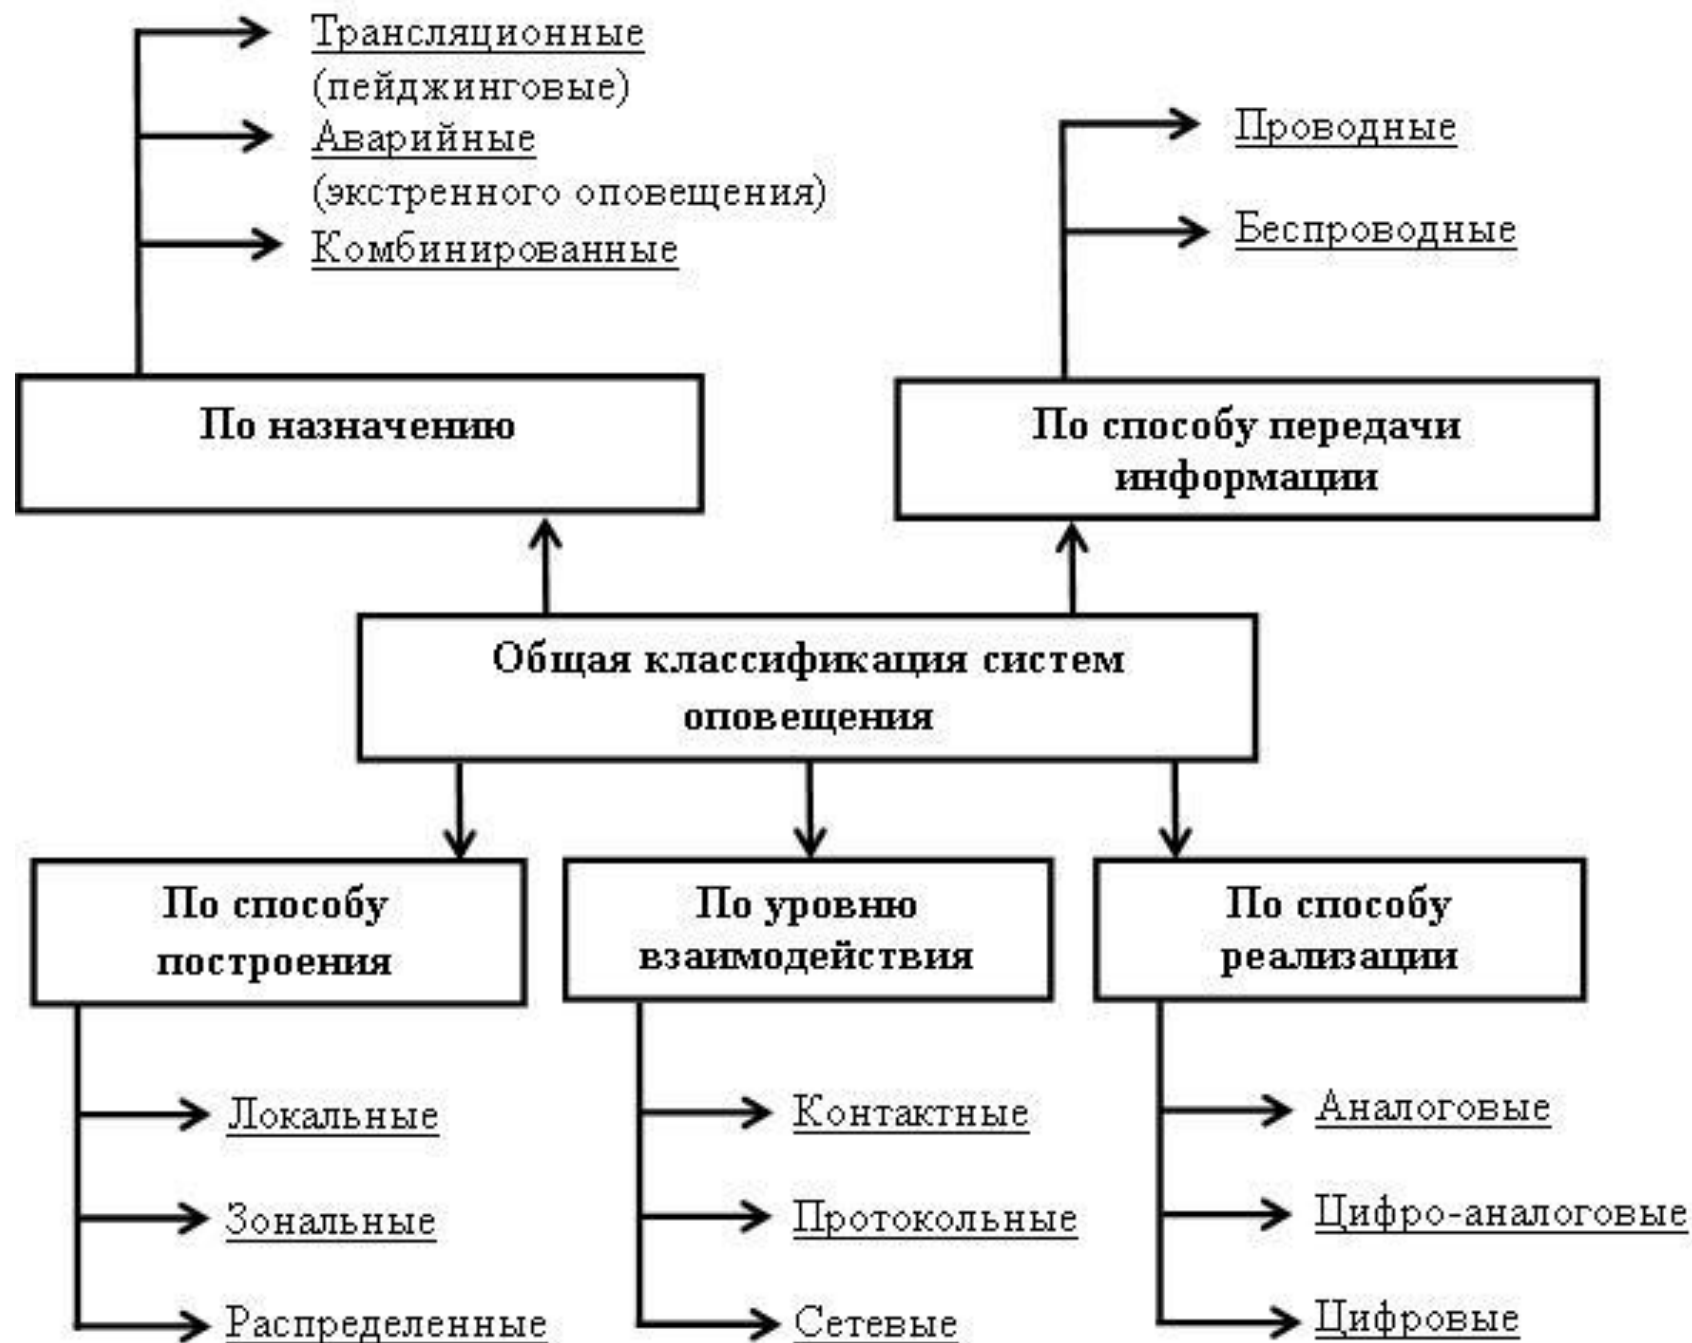 Трансляционные
(пейджинговые)
Аварийные
(экстренного оповещения)
Комбинированные
Проводные
Беспроводные
По назначению
По способу передачи
информации
Общая классификация систем
оповещения
По способу
построения
По уровню
взаимодействия
По способу
реализации
Локальные
Зональные
Распределенные
Контактные
Протокольные
Сетевые
Аналоговые
Цифро-аналоговые
Цифровые